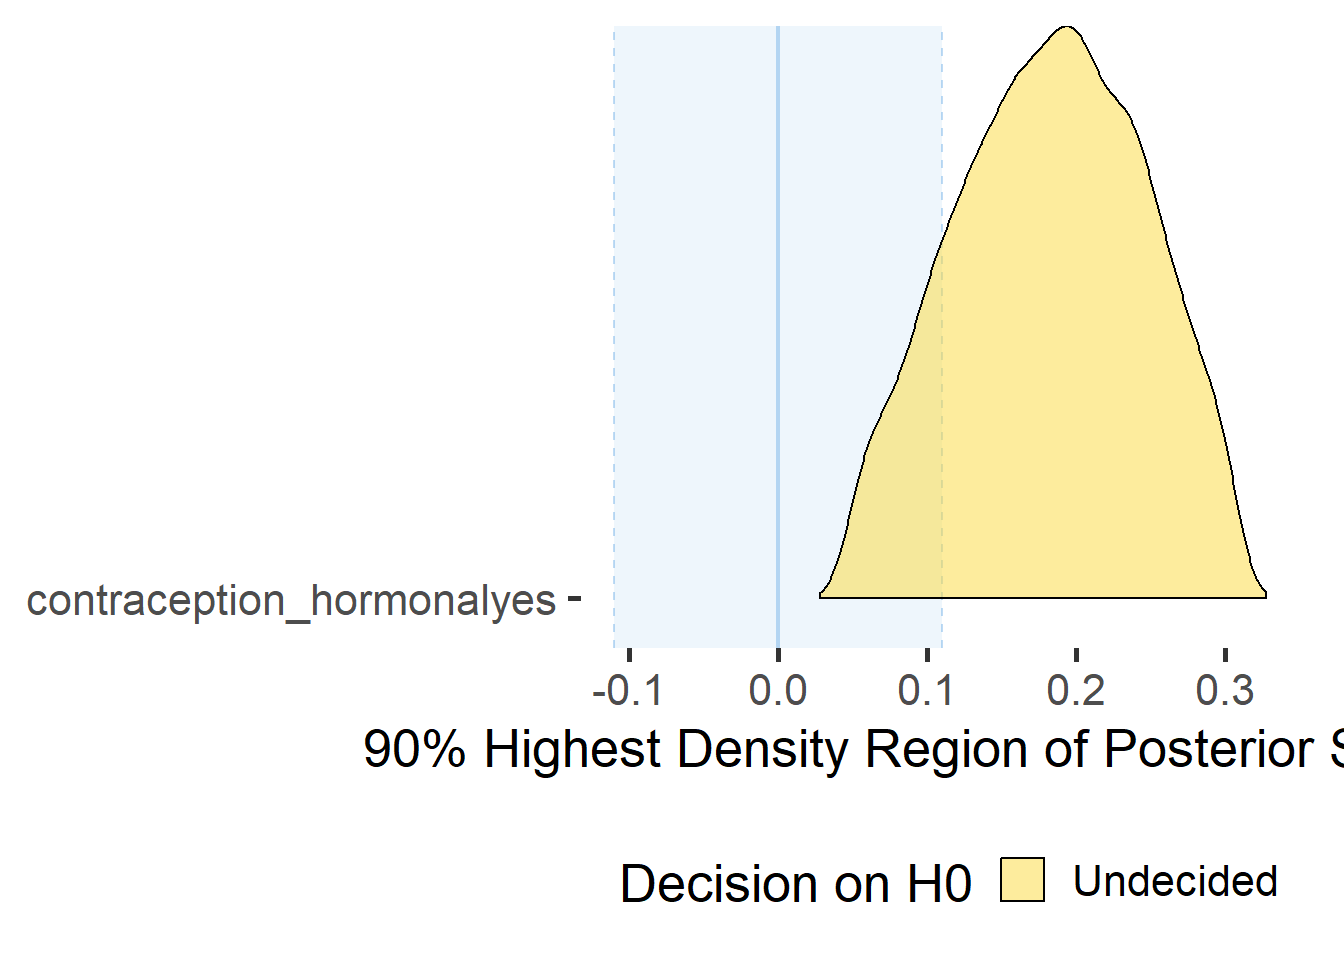 contraception_hormonalyes
-0.1 0.0 0.1 0.2 0.3
90% Highest Density Region of Posterior S
Decision on H0 Undecided